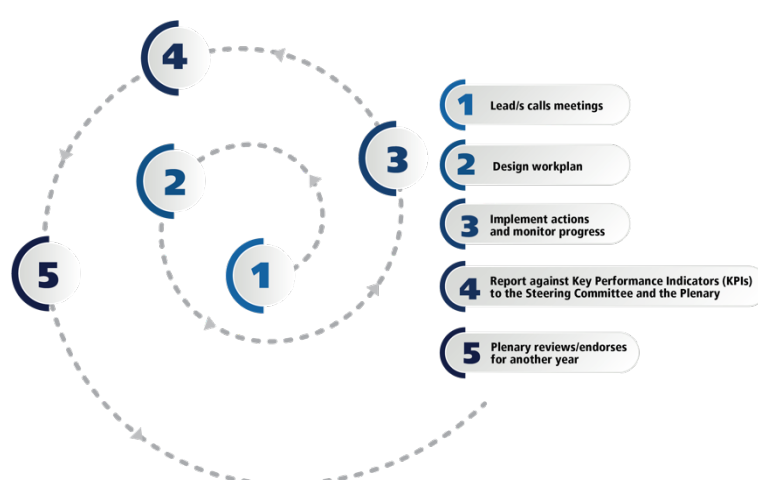 4
3
2
5
1
1 Lead/s calls meetings
2 Design workplan
3 Implement actions
and monitor progress
4 Report against Key Performance Indicators (KPIs)
to the Steering Committee and the Plenary
5 Plenary reviews/endorses
for another year